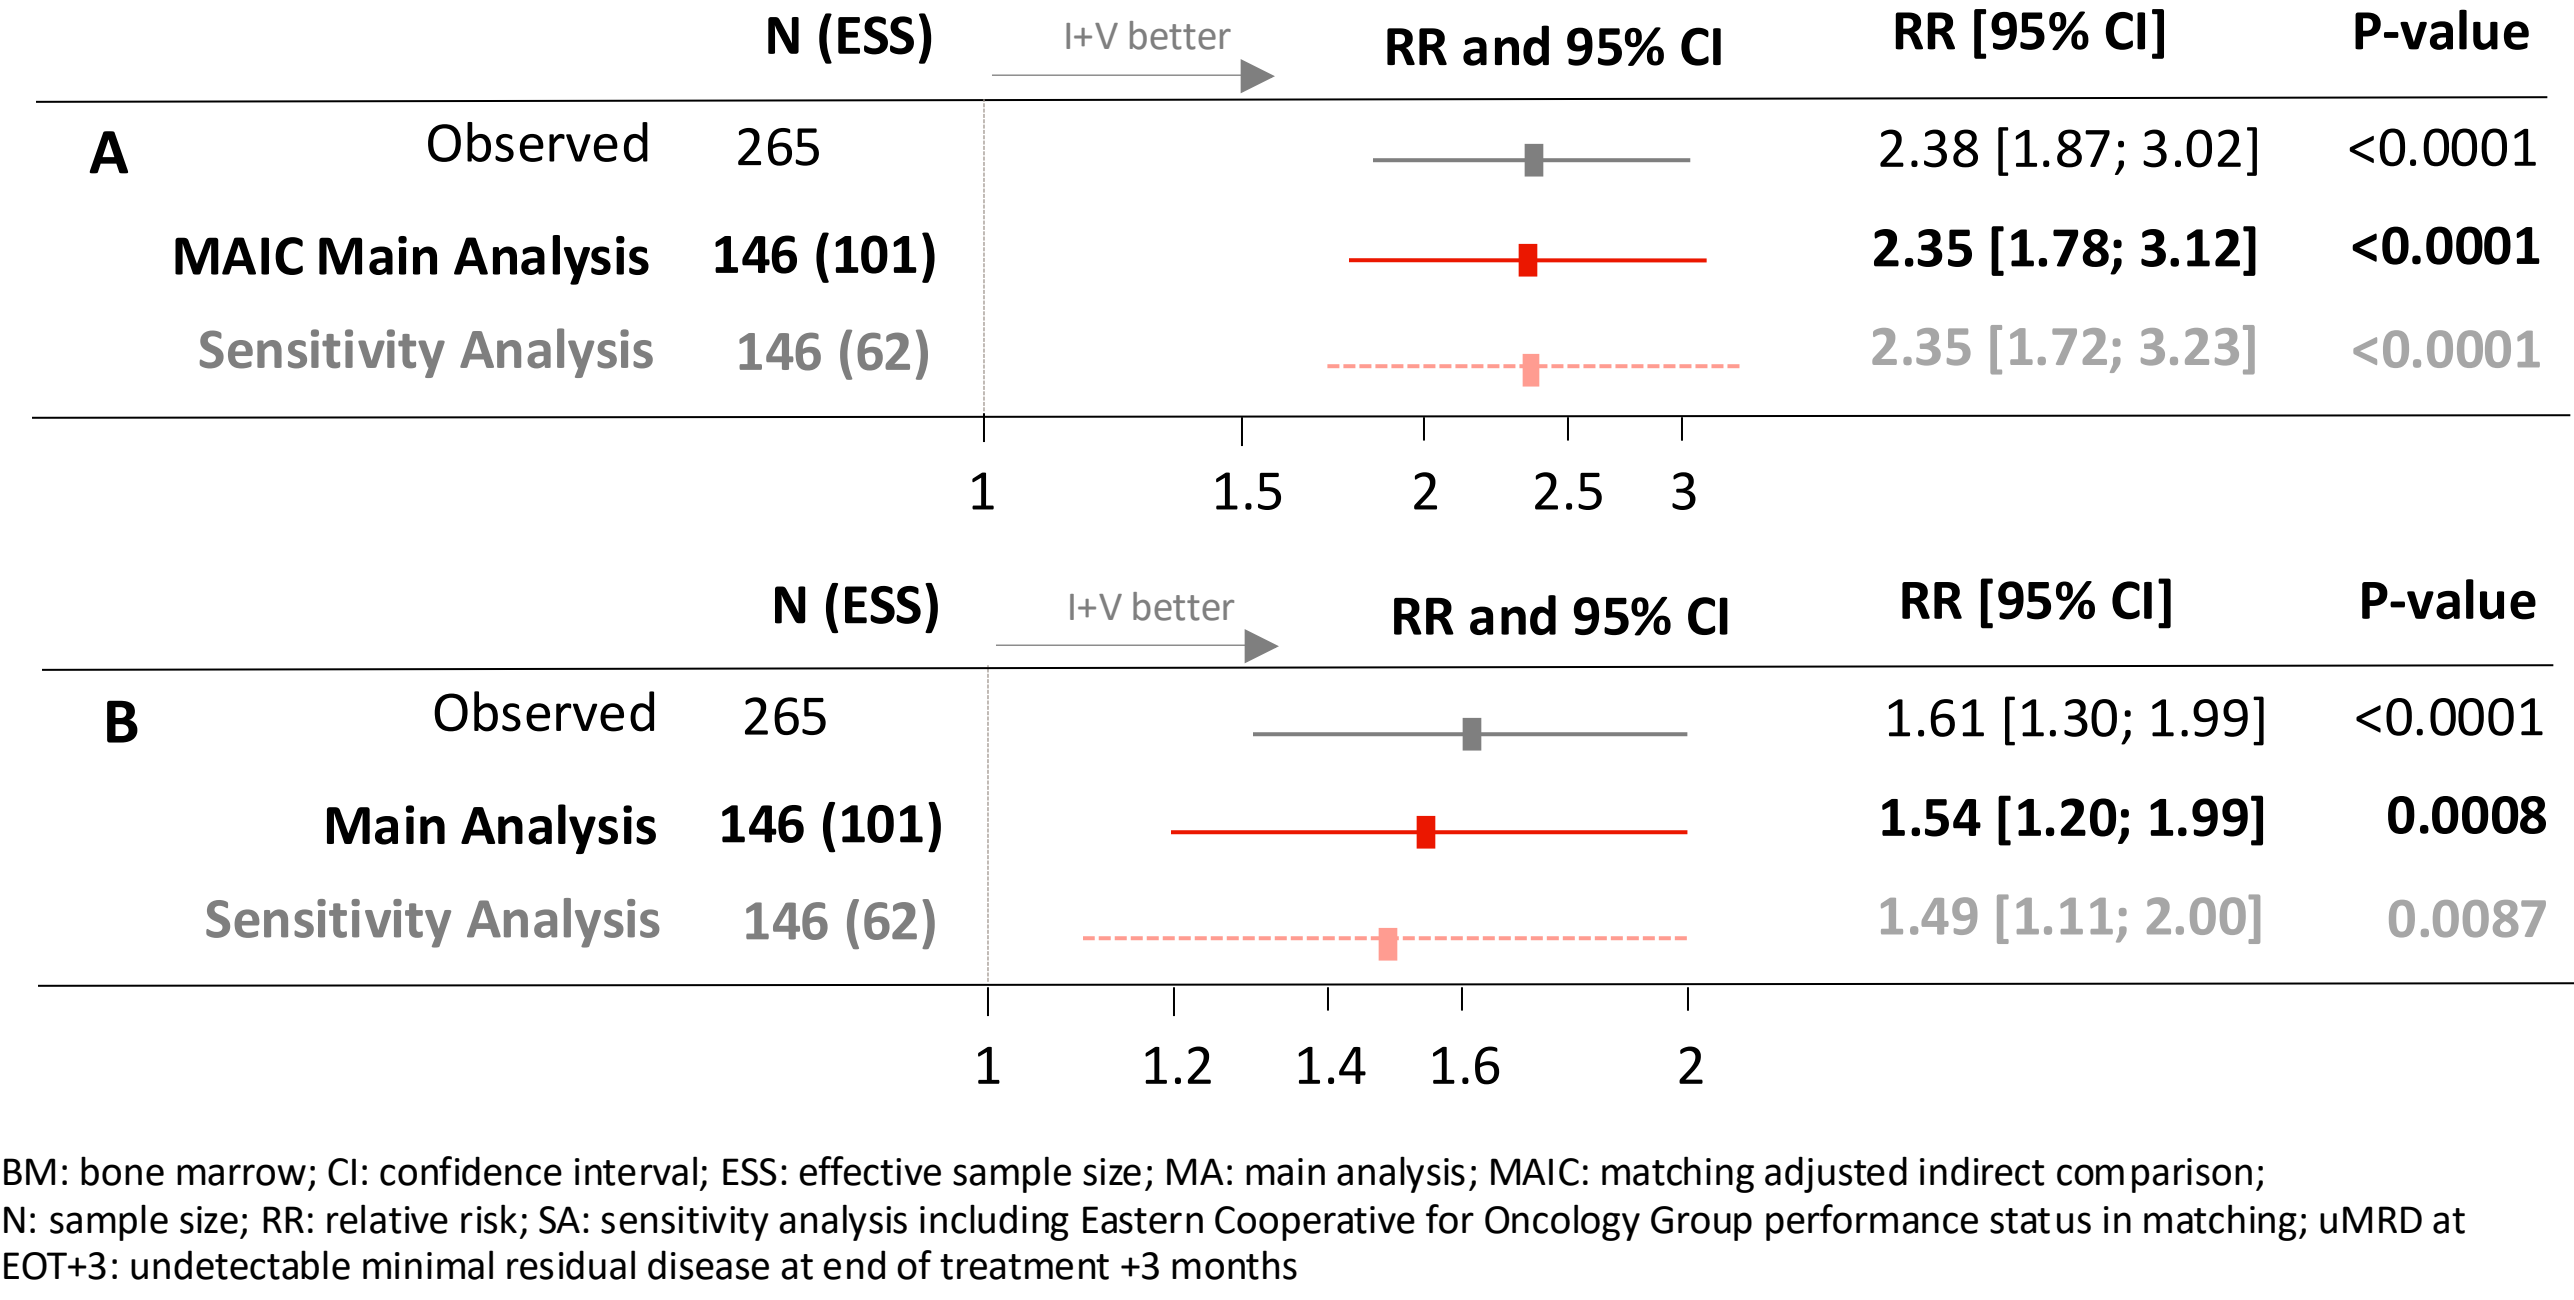 N (ESS) I+V better RR and 95% CI RR [95% CI] P-value
A Observed 265 2.38 [1.87; 3.02] <0.0001
MAIC Main Analysis 146 (101) 2.35 [1.78; 3.12] <0.0001
Sensitivity Analysis 146 (62) 2.35 [1.72; 3.23] <0.0001
1 1.5 2 2.5 3
N (ESS) I+V better RR and 95% CI RR [95% CI] P-value
B Observed 265 1.61 [1.30; 1.99] <0.0001
Main Analysis 146 (101) 1.54 [1.20; 1.99] 0.0008
Sensitivity Analysis 146 (62) 1.49 [1.11; 2.00] 0.0087
1 1.2 1.4 1.6 2
BM: bone marrow; CI: confidence interval; ESS: effective sample size; MA: main analysis; MAIC: matching adjusted indirect comparison;
N: sample size; RR: relative risk; SA: sensitivity analysis including Eastern Cooperative for Oncology Group performance status in matching; uMRD at
EOT+3: undetectable minimal residual disease at end of treatment +3 months